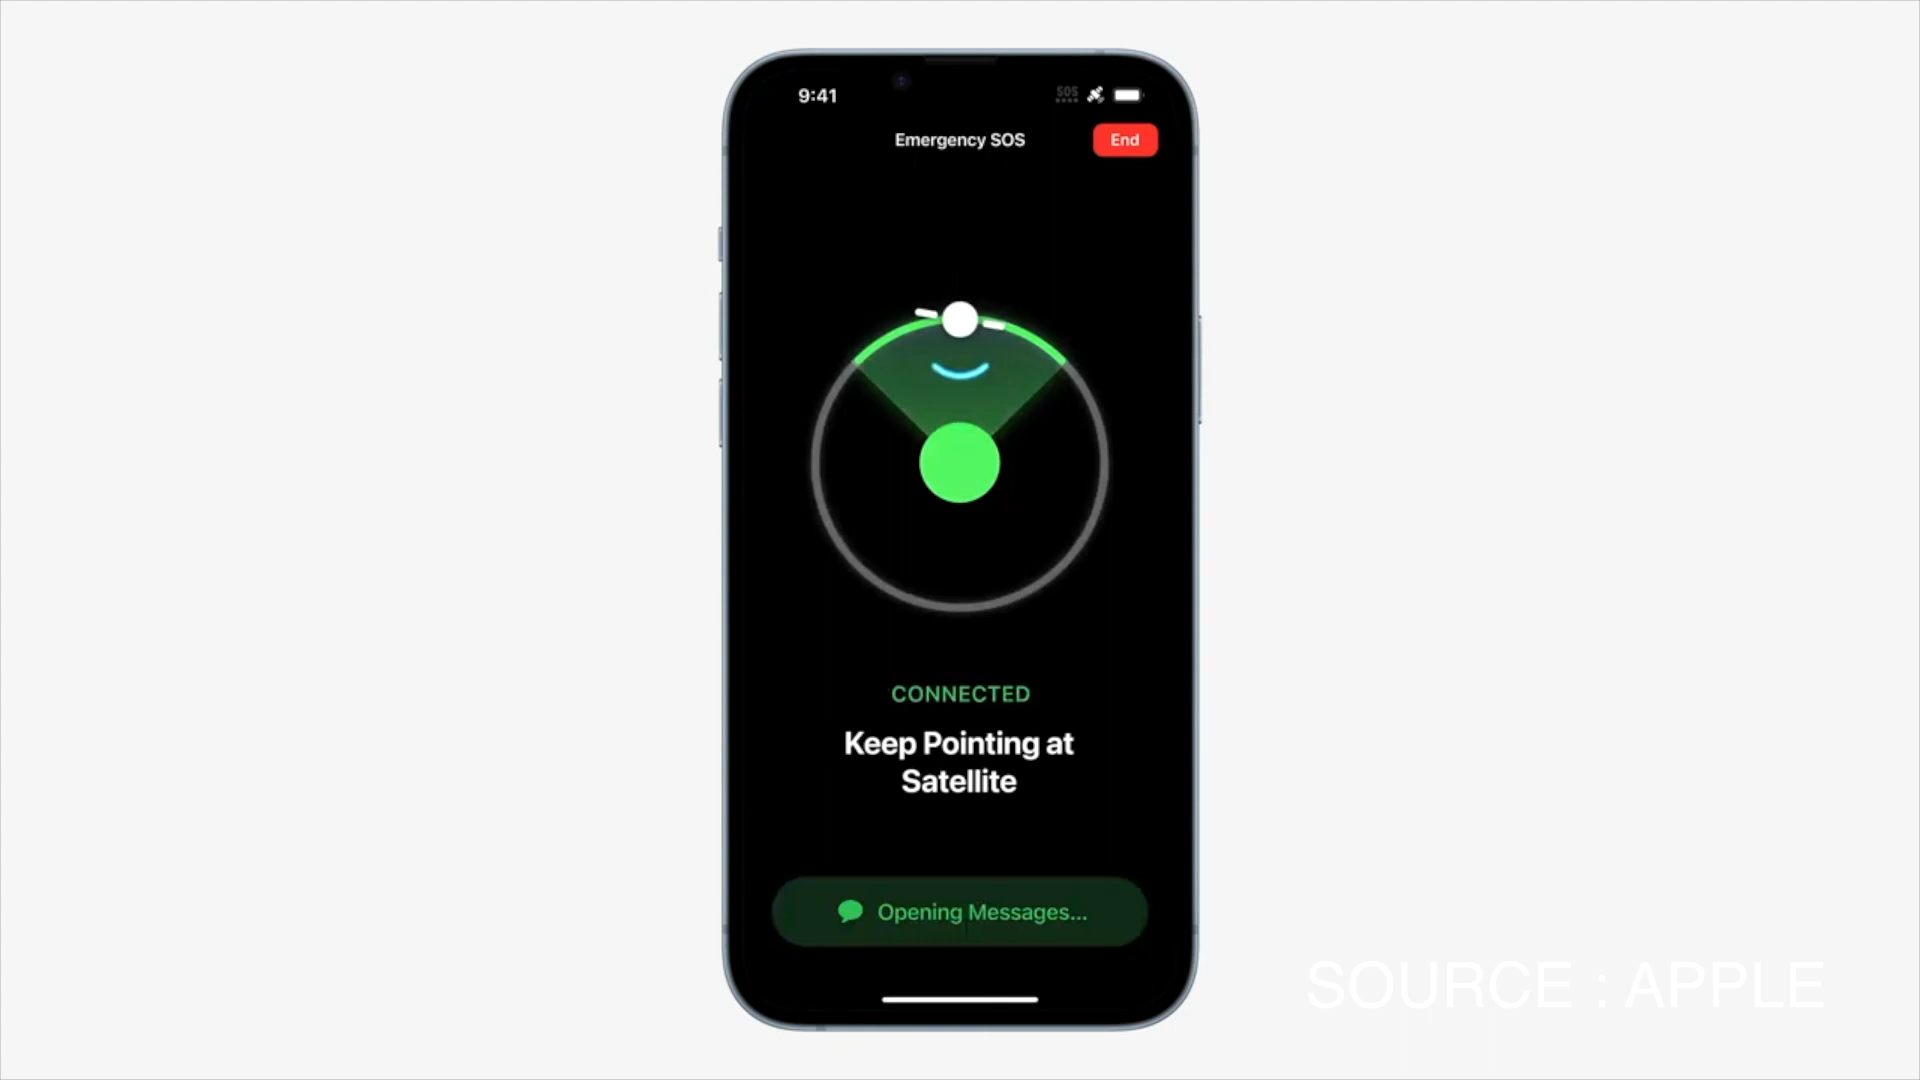 9:41
SOS
Emergency SOS
End
CONNECTED
Keep Pointing at
Satellite
Opening Messages...
SOURCE : APPLE